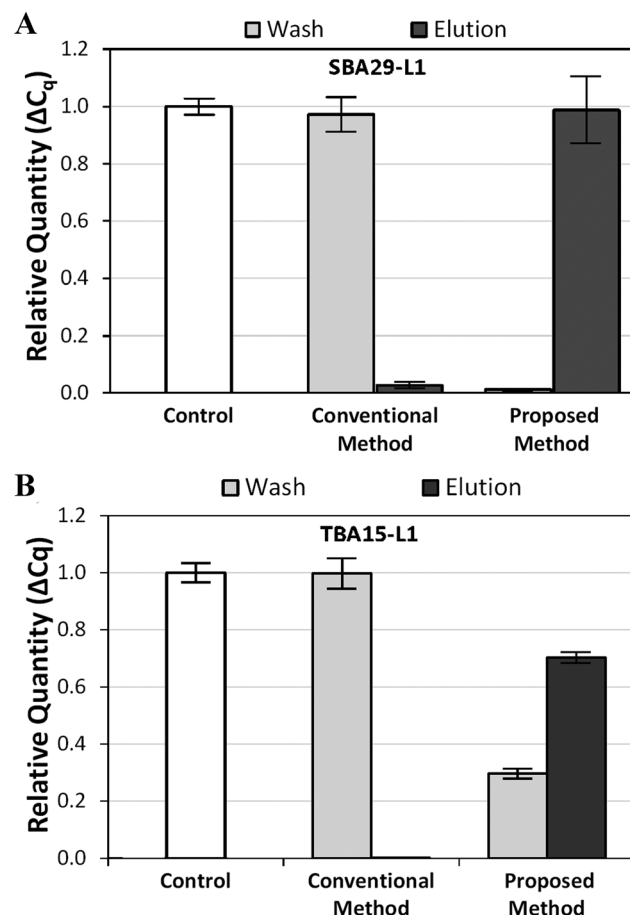 A
Wash Elution
SBA29-L1
Relative Quantity (ΔCq)
1.2
1.0
0.8
0.6
0.4
0.2
0.0
Control
Conventional Method
Proposed Method
B
Wash Elution
TBA15-L1
Relative Quantity (ΔCq)
1.2
1.0
0.8
0.6
0.4
0.2
0.0
Control
Conventional Method
Proposed Method